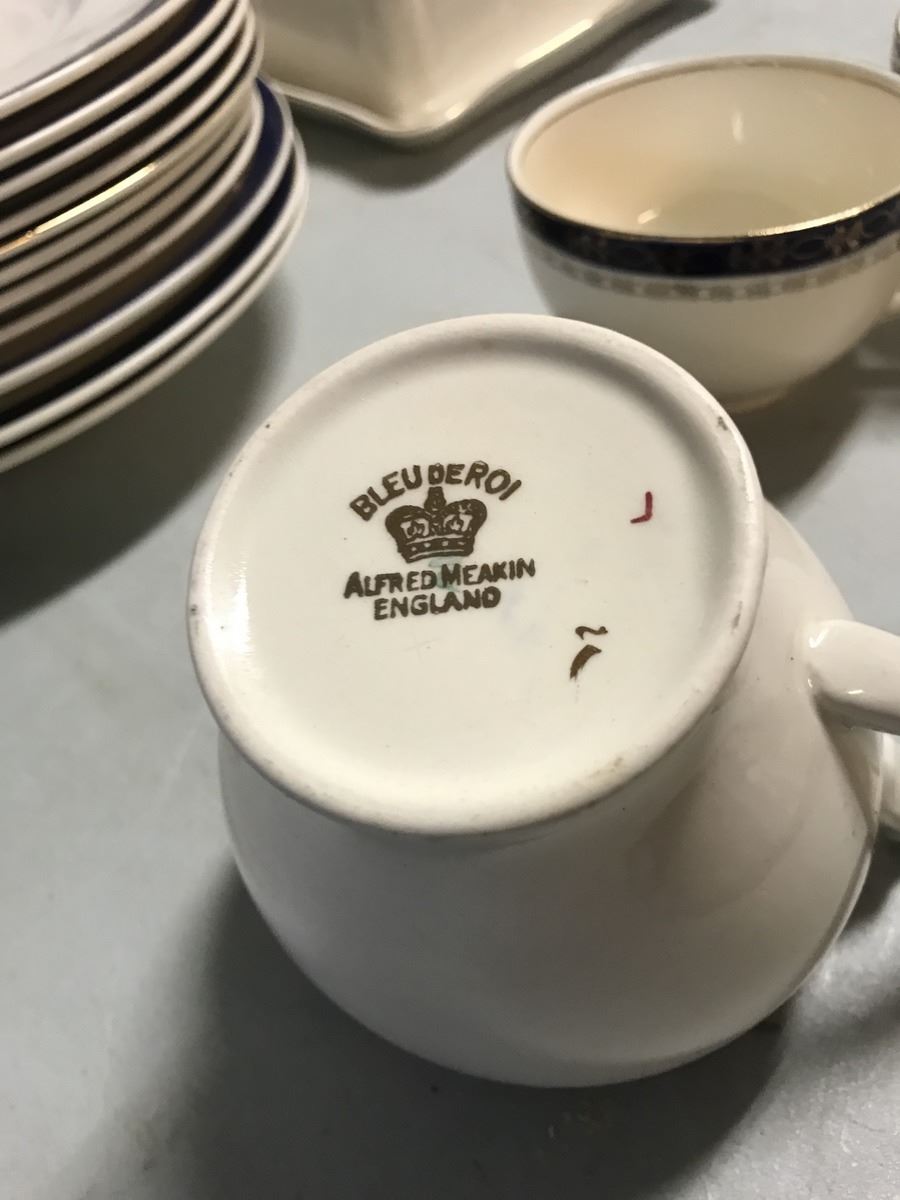 BLEU DE ROI
ALFRED MEAKIN
ENGLAND